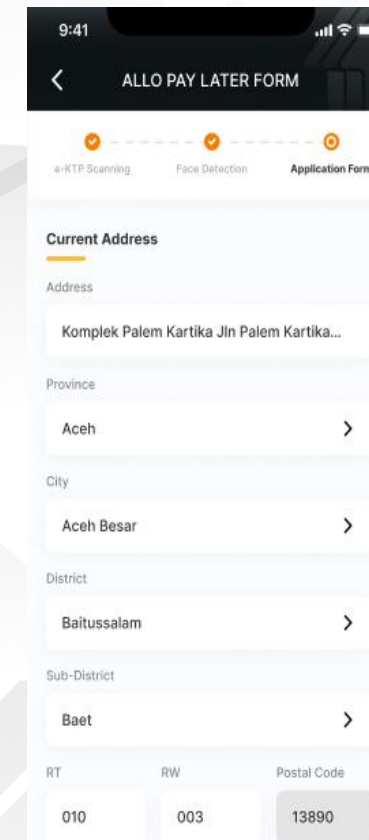 9:41
ALLO PAY LATER FORM
e-KTP Scanning Face Detection Application Form
Current Address
Address
Komplek Palem Kartika Jln Palem Kartika...
Province
Aceh
City
Aceh Besar
District
Baitussalam
Sub-District
Baet
RT RW Postal Code
010 003 13890